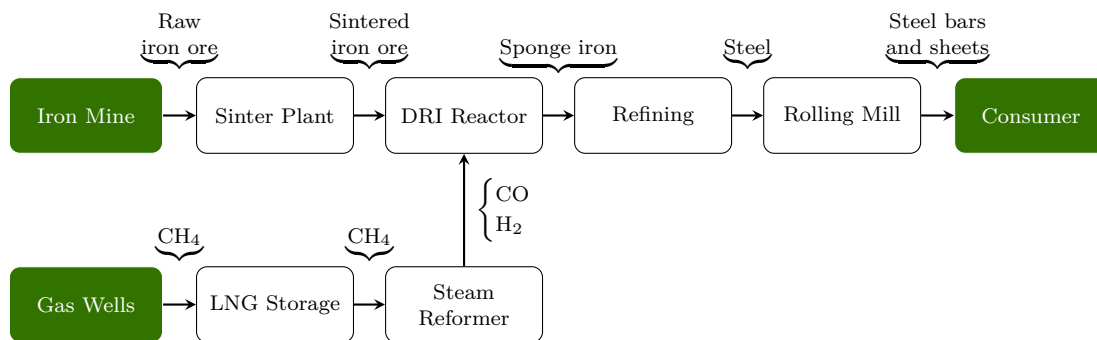 Raw
iron ore
Sintered
iron ore
Sponge iron
Steel
Steel bars
and sheets
Iron Mine
Sinter Plant
DRI Reactor
Refining
Rolling Mill
Consumer
CO
H₂
CH₄
CH₄
Gas Wells
LNG Storage
Steam
Reformer